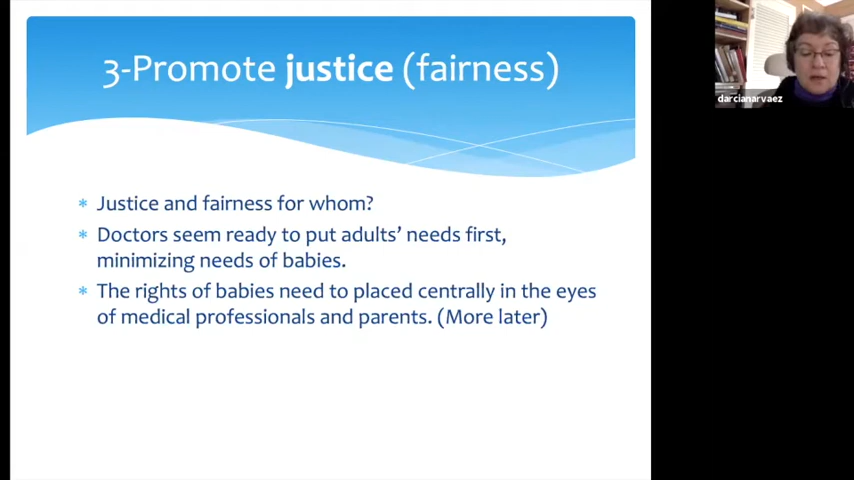 3-Promote justice (fairness)
* Justice and fairness for whom?
* Doctors seem ready to put adults' needs first,
minimizing needs of babies.
* The rights of babies need to placed centrally in the eyes
of medical professionals and parents. (More later)
darcianarvaez